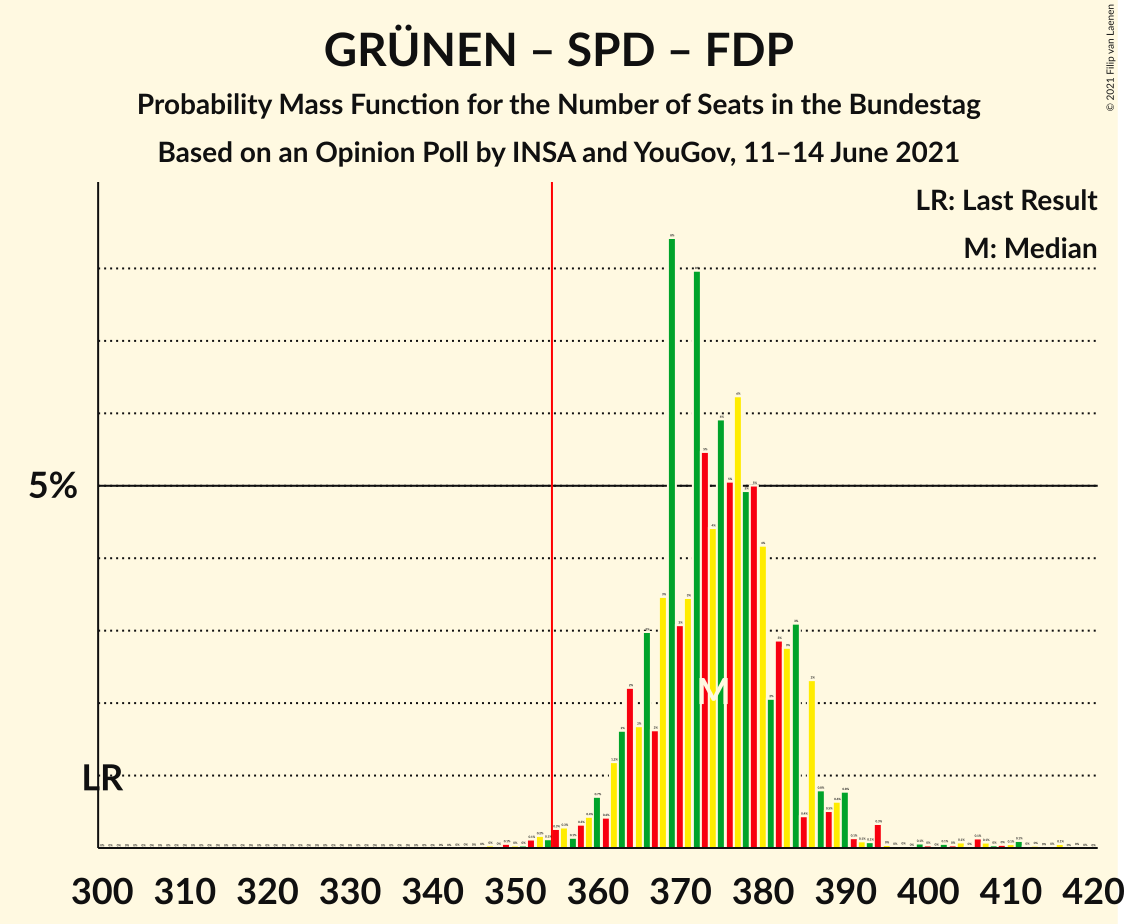 GRÜNEN – SPD – FDP
Probability Mass Function for the Number of Seats in the Bundestag
Based on an Opinion Poll by INSA and YouGov, 11–14 June 2021
© 2021 Filip van Laenen
LR: Last Result
M: Median
5%
M
LR
300 310 320 330 340 350 360 370 380 390 400 410 420